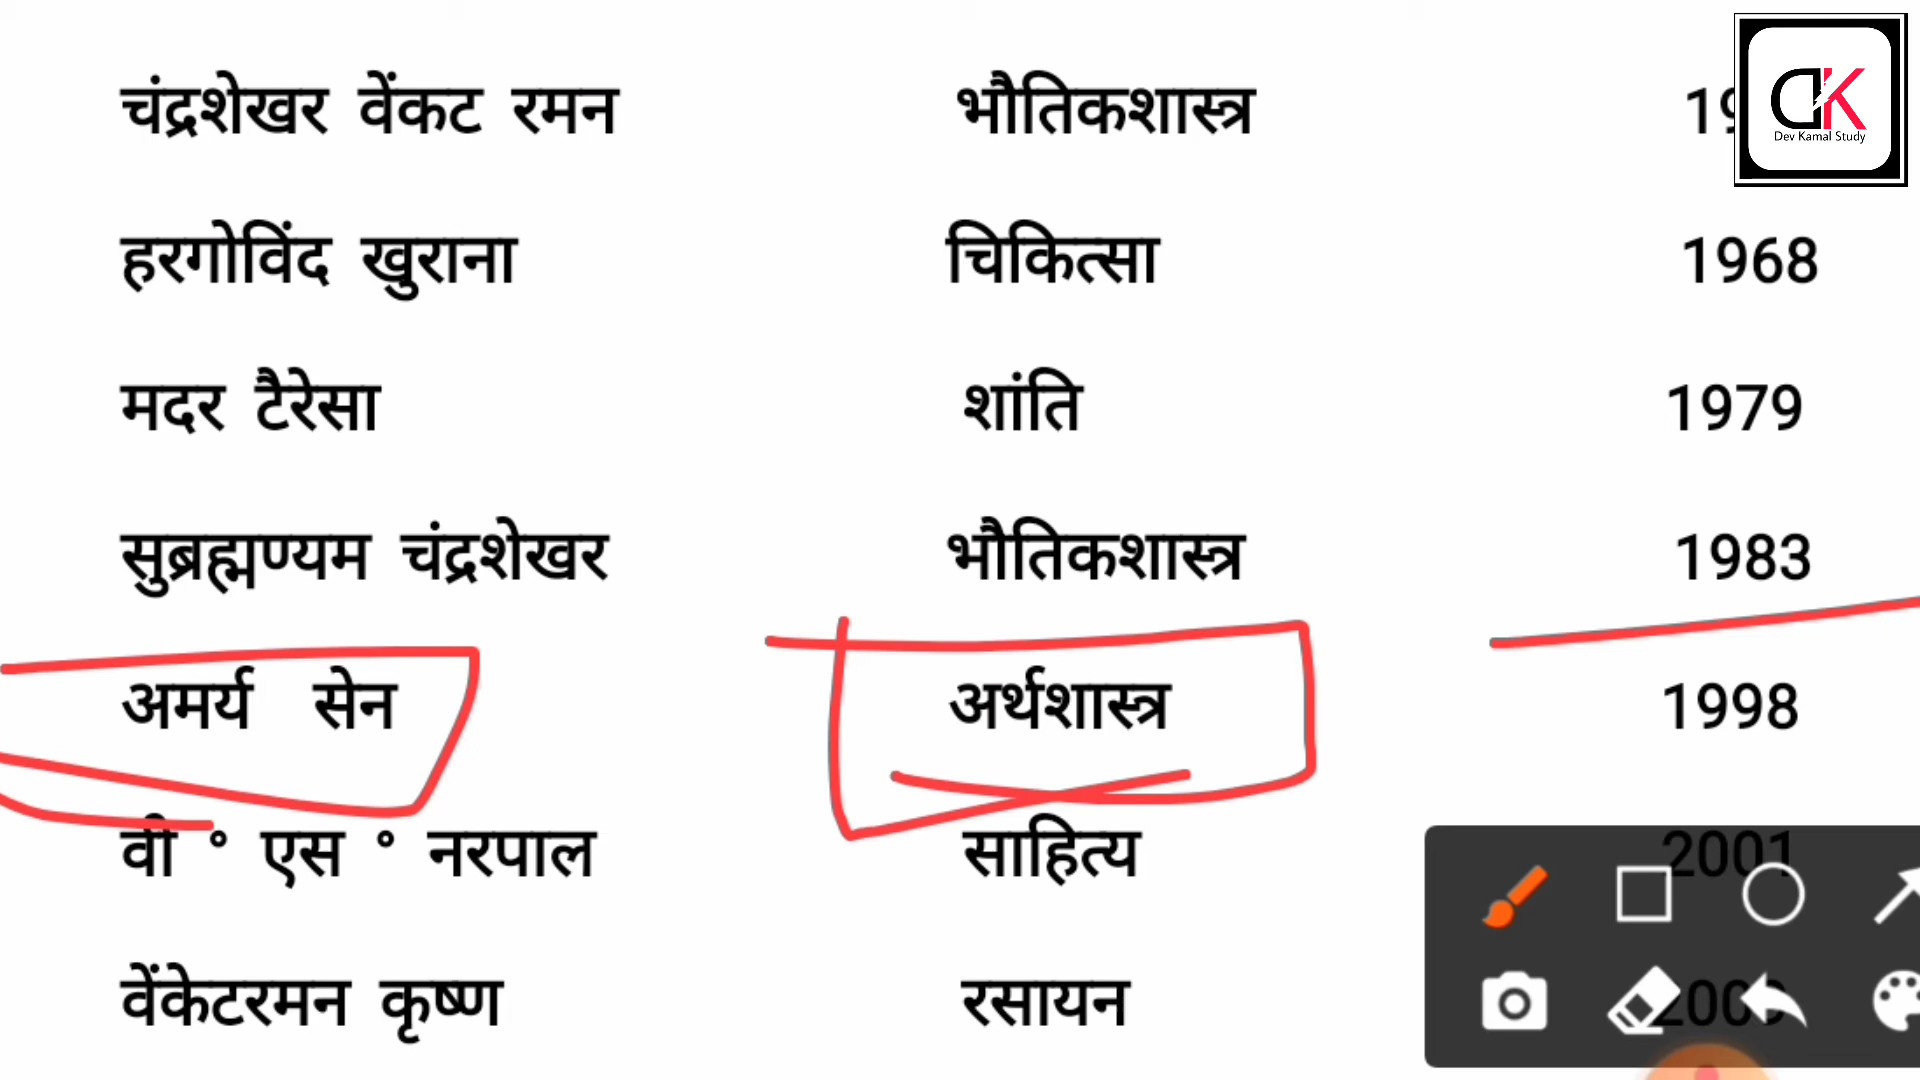 चंद्रशेखर वेंकट रमन भौतिकशास्त्र
DK
Dev Kamal Study
हरगोविंद खुराना चिकित्सा 1968
मदर टैरेसा शांति 1979
सुब्रह्मण्यम चंद्रशेखर भौतिकशास्त्र 1983
अमर्य सेन अर्थशास्त्र 1998
वी ॰ एस ॰ नरपाल साहित्य 2001
वेंकेटरमन कृष्ण रसायन